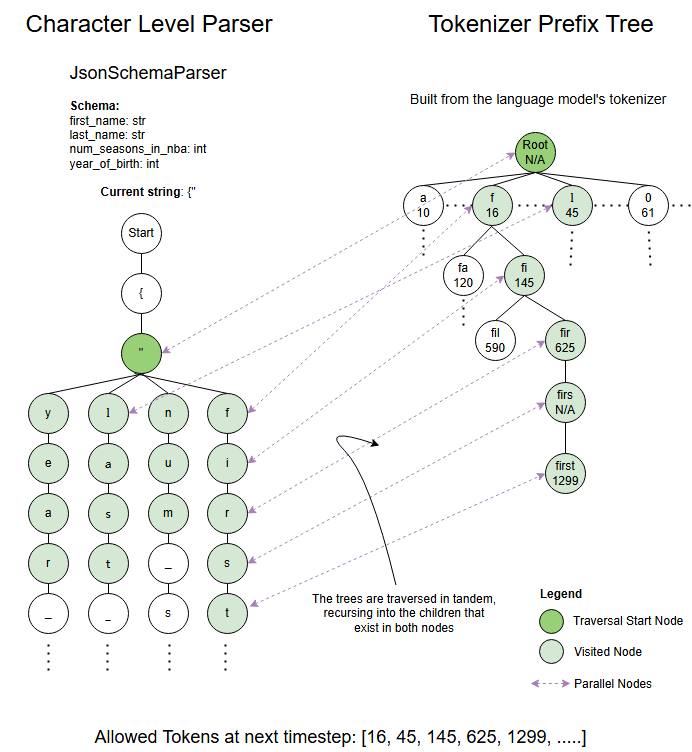 Character Level Parser
Tokenizer Prefix Tree
JsonSchemaParser
Schema:
first_name: str
last_name: str
num_seasons_in_nba: int
year_of_birth: int
Current string: {"
Start
{
"
y l n f
e a u i
a s m r
r t _ s
_ _ s t
Built from the language model's tokenizer
Root
N/A
a
10
f
16
l
45
0
61
fa
120
fi
145
fil
590
fir
625
firs
N/A
first
1299
The trees are traversed in tandem,
recursing into the children that
exist in both nodes
Legend
Traversal Start Node
Visited Node
Parallel Nodes
Allowed Tokens at next timestep: [16, 45, 145, 625, 1299, .....]